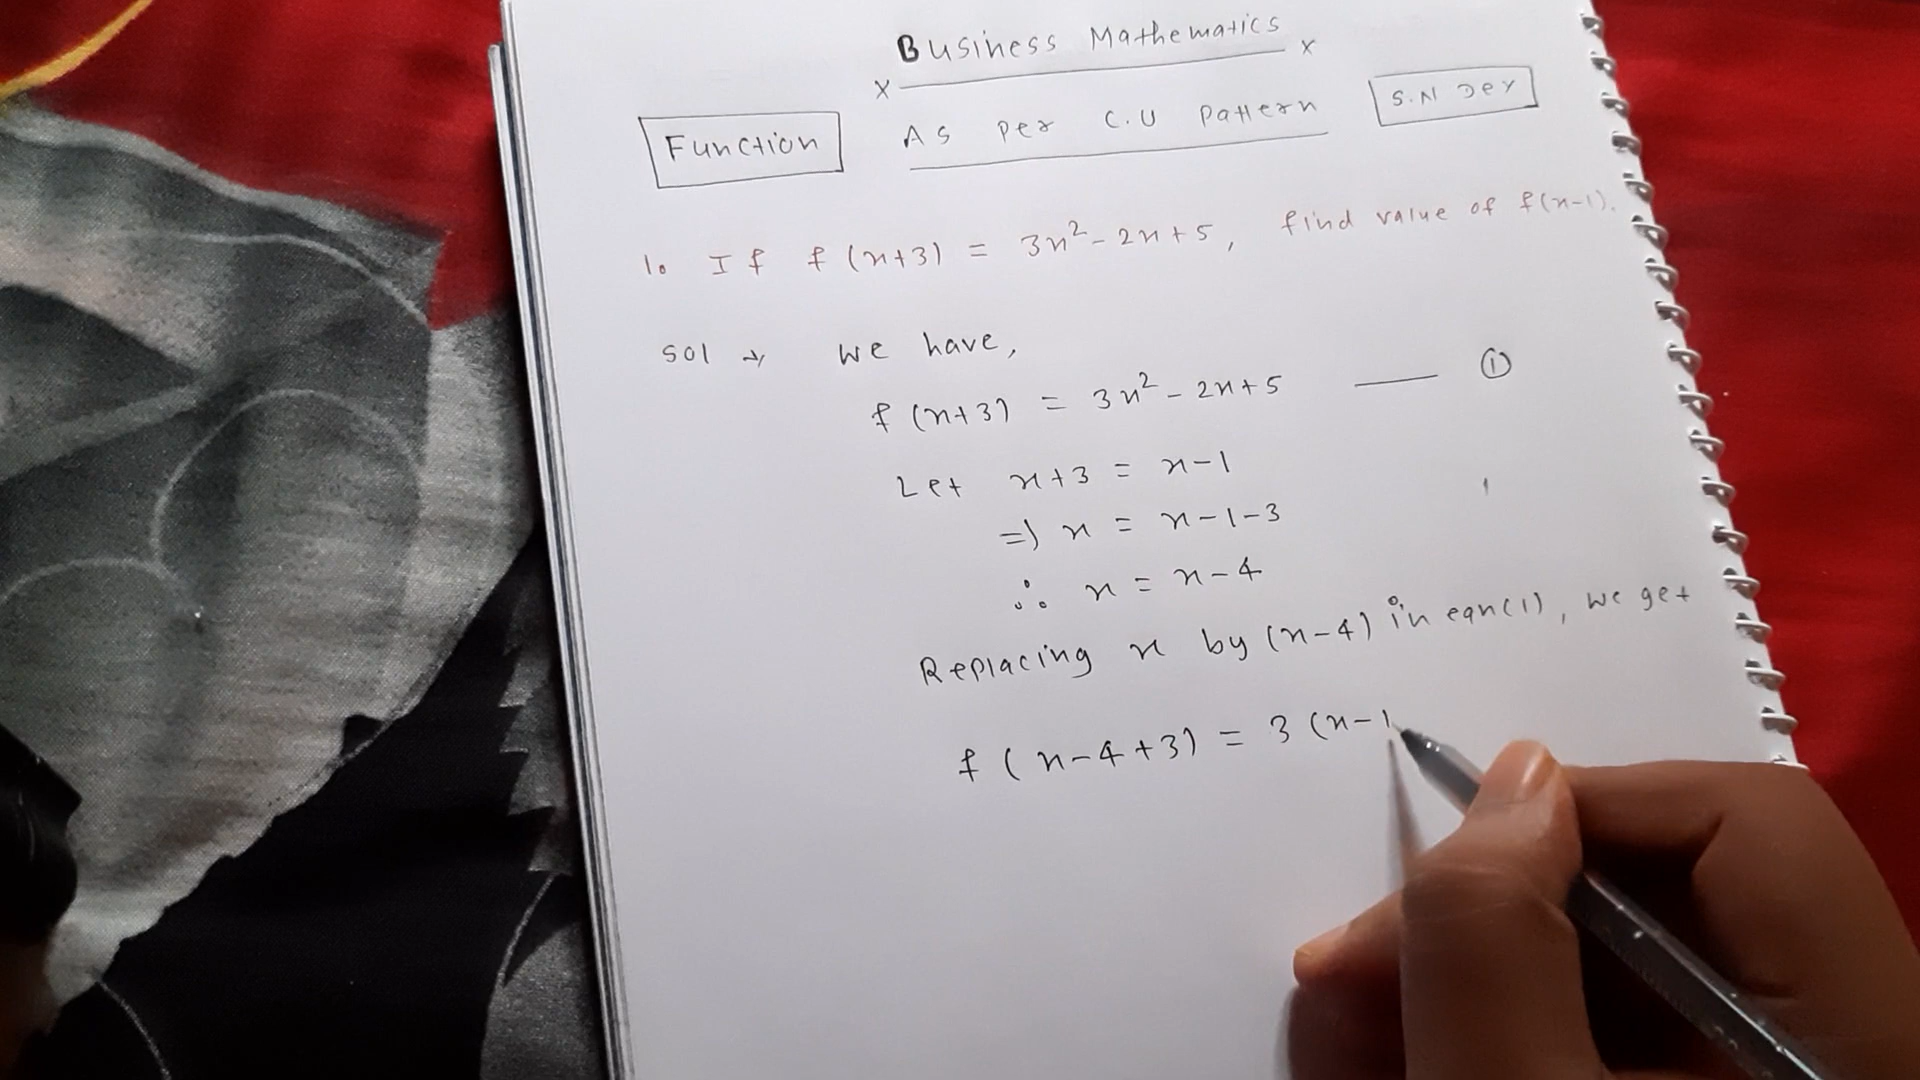 Business Mathematics
x x
Function As per C.U Pattern S.N Dey
1. If f(x+3) = 3x²-2x+5, find value of f(x-1).
Sol → We have,
f(x+3) = 3x²-2x+5 —— ①
Let x+3 = x-1
=) x = x-1-3
∴ x = x-4
Replacing x by (x-4) in eqn(1), we get
f(x-4+3) = 3(x-